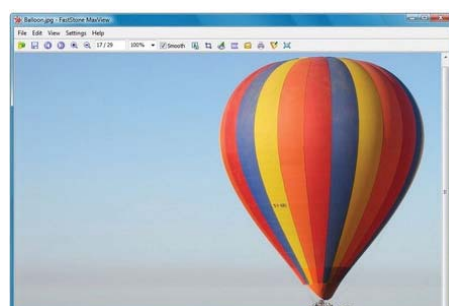 Balloon.jpg - FastStone MaxView
File Edit View Settings Help
17 / 29 100% Smooth